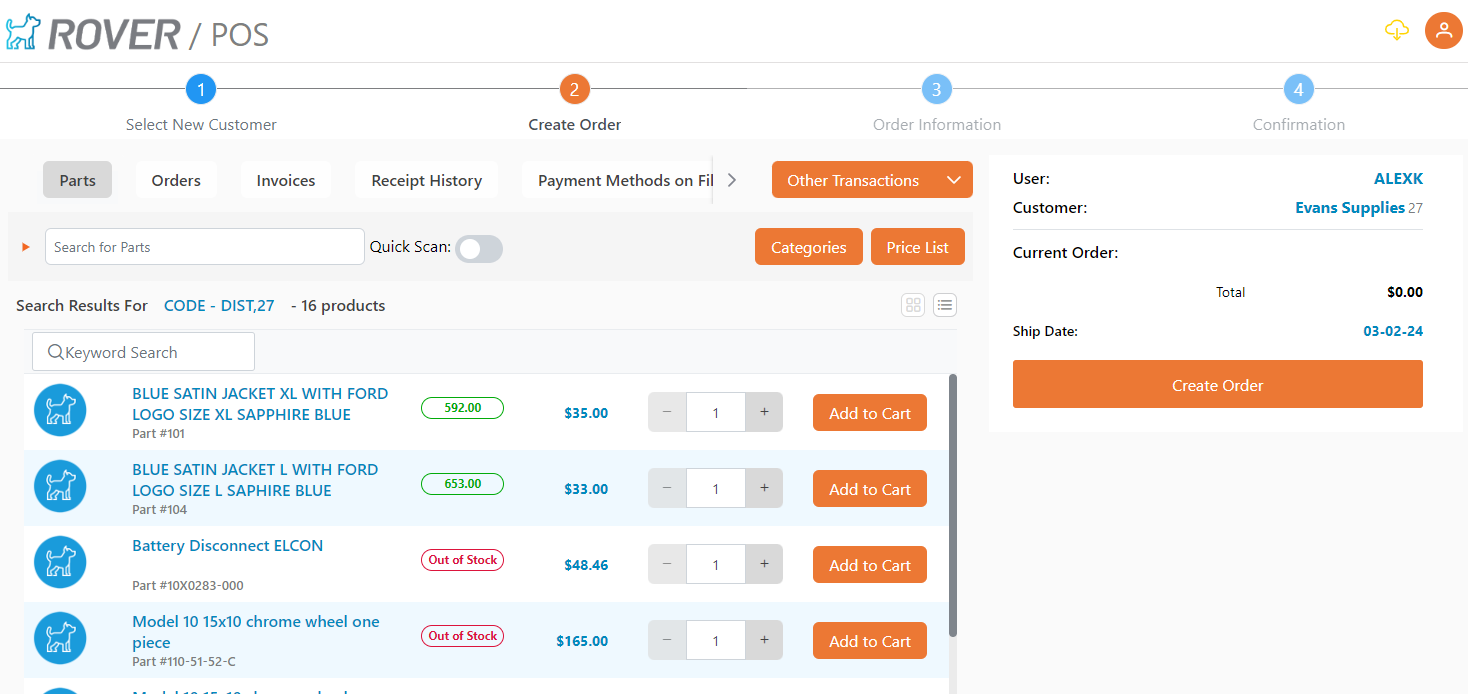 ROVER / POS
1
2
3
4
Select New Customer
Create Order
Order Information
Confirmation
Parts
Orders
Invoices
Receipt History
Payment Methods on Fil
Other Transactions
Search for Parts
Quick Scan:
Categories
Price List
Search Results For CODE - DIST,27 - 16 products
Keyword Search
BLUE SATIN JACKET XL WITH FORD
LOGO SIZE XL SAPPHIRE BLUE
Part #101
592.00
$35.00
− 1 +
Add to Cart
BLUE SATIN JACKET L WITH FORD
LOGO SIZE L SAPHIRE BLUE
Part #104
653.00
$33.00
− 1 +
Add to Cart
Battery Disconnect ELCON
Part #10X0283-000
Out of Stock
$48.46
− 1 +
Add to Cart
Model 10 15x10 chrome wheel one
piece
Part #110-51-52-C
Out of Stock
$165.00
− 1 +
Add to Cart
User: ALEXK
Customer: Evans Supplies 27
Current Order:
Total $0.00
Ship Date: 03-02-24
Create Order